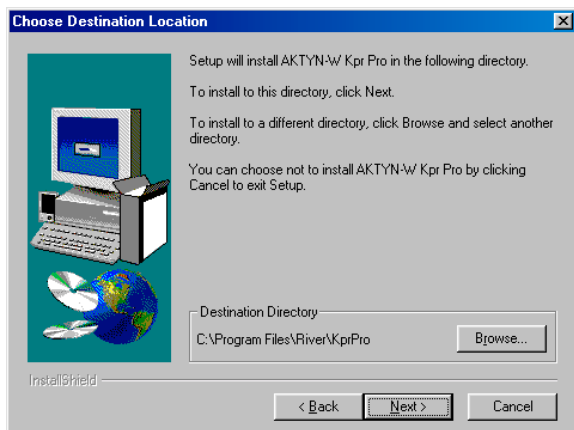 Choose Destination Location
Setup will install AKTYN-W Kpr Pro in the following directory.
To install to this directory, click Next.
To install to a different directory, click Browse and select another
directory.
You can choose not to install AKTYN-W Kpr Pro by clicking
Cancel to exit Setup.
Destination Directory
C:\Program Files\River\KprPro
Browse...
InstallShield
< Back
Next >
Cancel